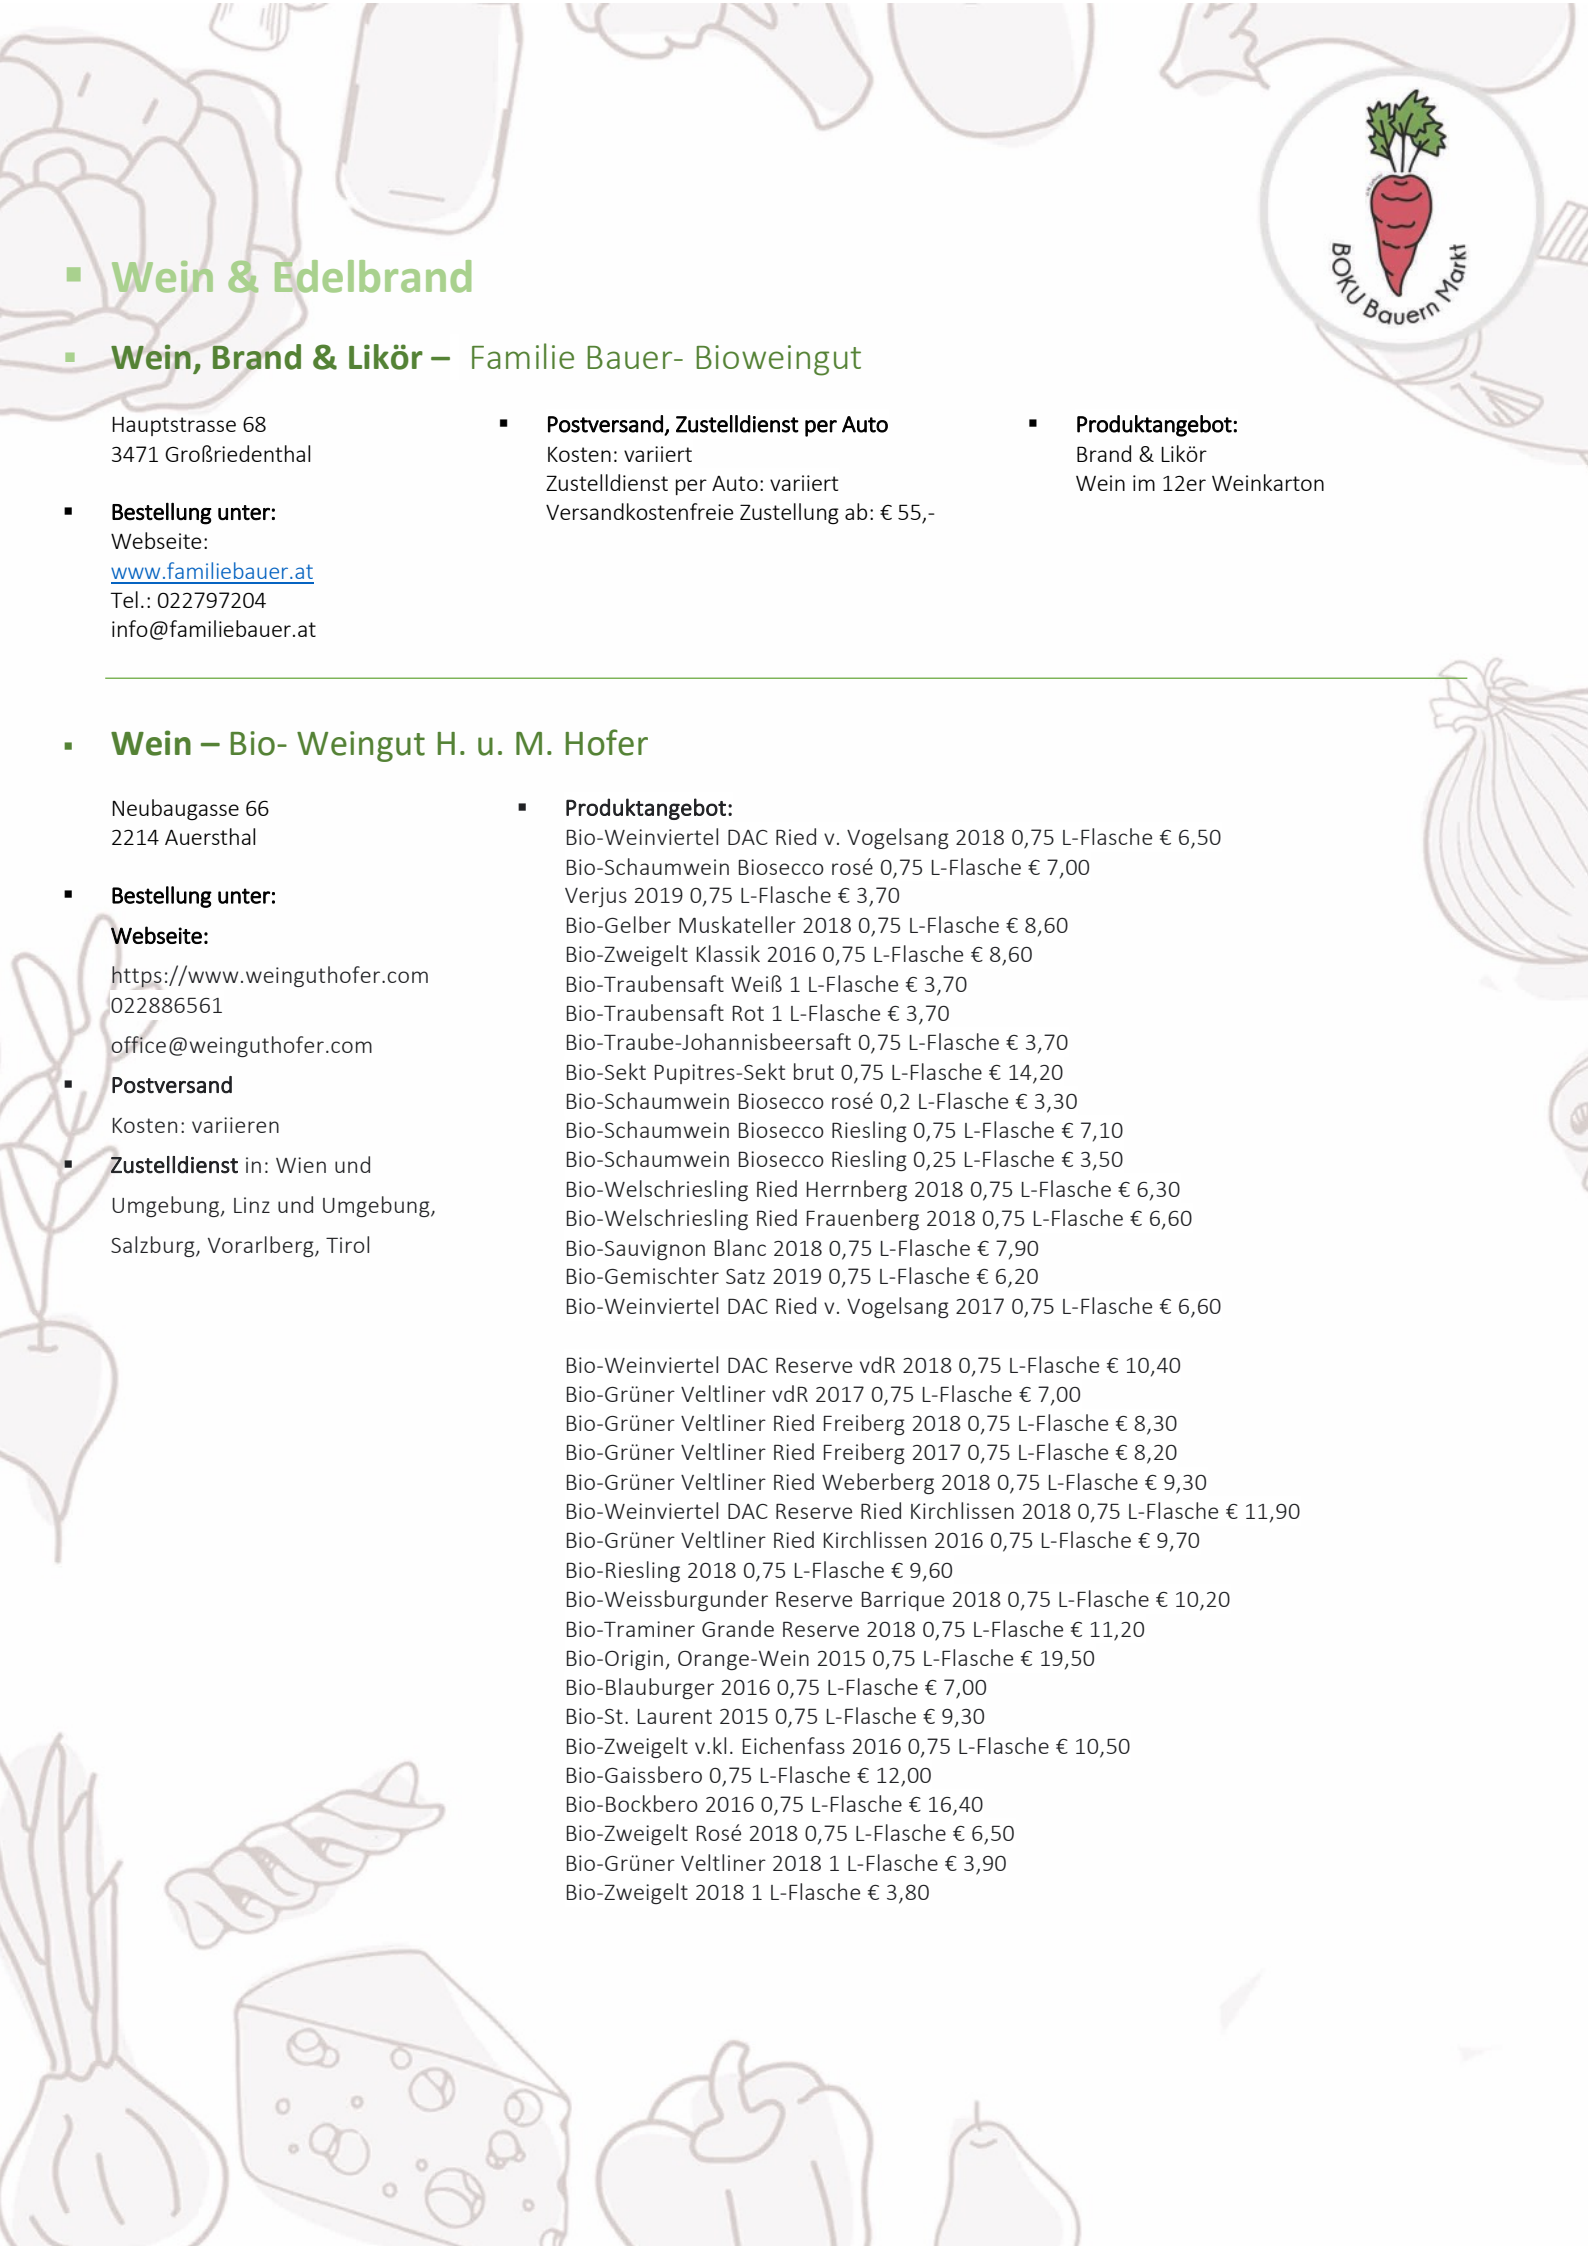 BOKU Bauern Markt
▪ Wein & Edelbrand
▪ Wein, Brand & Likör – Familie Bauer- Bioweingut
Hauptstrasse 68
3471 Großriedenthal
▪ Bestellung unter:
Webseite:
www.familiebauer.at
Tel.: 022797204
info@familiebauer.at
▪ Postversand, Zustelldienst per Auto
Kosten: variiert
Zustelldienst per Auto: variiert
Versandkostenfreie Zustellung ab: € 55,-
▪ Produktangebot:
Brand & Likör
Wein im 12er Weinkarton
▪ Wein – Bio- Weingut H. u. M. Hofer
Neubaugasse 66
2214 Auersthal
▪ Bestellung unter:
Webseite:
https://www.weinguthofer.com
022886561
office@weinguthofer.com
▪ Postversand
Kosten: variieren
▪ Zustelldienst in: Wien und
Umgebung, Linz und Umgebung,
Salzburg, Vorarlberg, Tirol
▪ Produktangebot:
Bio-Weinviertel DAC Ried v. Vogelsang 2018 0,75 L-Flasche € 6,50
Bio-Schaumwein Biosecco rosé 0,75 L-Flasche € 7,00
Verjus 2019 0,75 L-Flasche € 3,70
Bio-Gelber Muskateller 2018 0,75 L-Flasche € 8,60
Bio-Zweigelt Klassik 2016 0,75 L-Flasche € 8,60
Bio-Traubensaft Weiß 1 L-Flasche € 3,70
Bio-Traubensaft Rot 1 L-Flasche € 3,70
Bio-Traube-Johannisbeersaft 0,75 L-Flasche € 3,70
Bio-Sekt Pupitres-Sekt brut 0,75 L-Flasche € 14,20
Bio-Schaumwein Biosecco rosé 0,2 L-Flasche € 3,30
Bio-Schaumwein Biosecco Riesling 0,75 L-Flasche € 7,10
Bio-Schaumwein Biosecco Riesling 0,25 L-Flasche € 3,50
Bio-Welschriesling Ried Herrnberg 2018 0,75 L-Flasche € 6,30
Bio-Welschriesling Ried Frauenberg 2018 0,75 L-Flasche € 6,60
Bio-Sauvignon Blanc 2018 0,75 L-Flasche € 7,90
Bio-Gemischter Satz 2019 0,75 L-Flasche € 6,20
Bio-Weinviertel DAC Ried v. Vogelsang 2017 0,75 L-Flasche € 6,60
Bio-Weinviertel DAC Reserve vdR 2018 0,75 L-Flasche € 10,40
Bio-Grüner Veltliner vdR 2017 0,75 L-Flasche € 7,00
Bio-Grüner Veltliner Ried Freiberg 2018 0,75 L-Flasche € 8,30
Bio-Grüner Veltliner Ried Freiberg 2017 0,75 L-Flasche € 8,20
Bio-Grüner Veltliner Ried Weberberg 2018 0,75 L-Flasche € 9,30
Bio-Weinviertel DAC Reserve Ried Kirchlissen 2018 0,75 L-Flasche € 11,90
Bio-Grüner Veltliner Ried Kirchlissen 2016 0,75 L-Flasche € 9,70
Bio-Riesling 2018 0,75 L-Flasche € 9,60
Bio-Weissburgunder Reserve Barrique 2018 0,75 L-Flasche € 10,20
Bio-Traminer Grande Reserve 2018 0,75 L-Flasche € 11,20
Bio-Origin, Orange-Wein 2015 0,75 L-Flasche € 19,50
Bio-Blauburger 2016 0,75 L-Flasche € 7,00
Bio-St. Laurent 2015 0,75 L-Flasche € 9,30
Bio-Zweigelt v.kl. Eichenfass 2016 0,75 L-Flasche € 10,50
Bio-Gaissbero 0,75 L-Flasche € 12,00
Bio-Bockbero 2016 0,75 L-Flasche € 16,40
Bio-Zweigelt Rosé 2018 0,75 L-Flasche € 6,50
Bio-Grüner Veltliner 2018 1 L-Flasche € 3,90
Bio-Zweigelt 2018 1 L-Flasche € 3,80